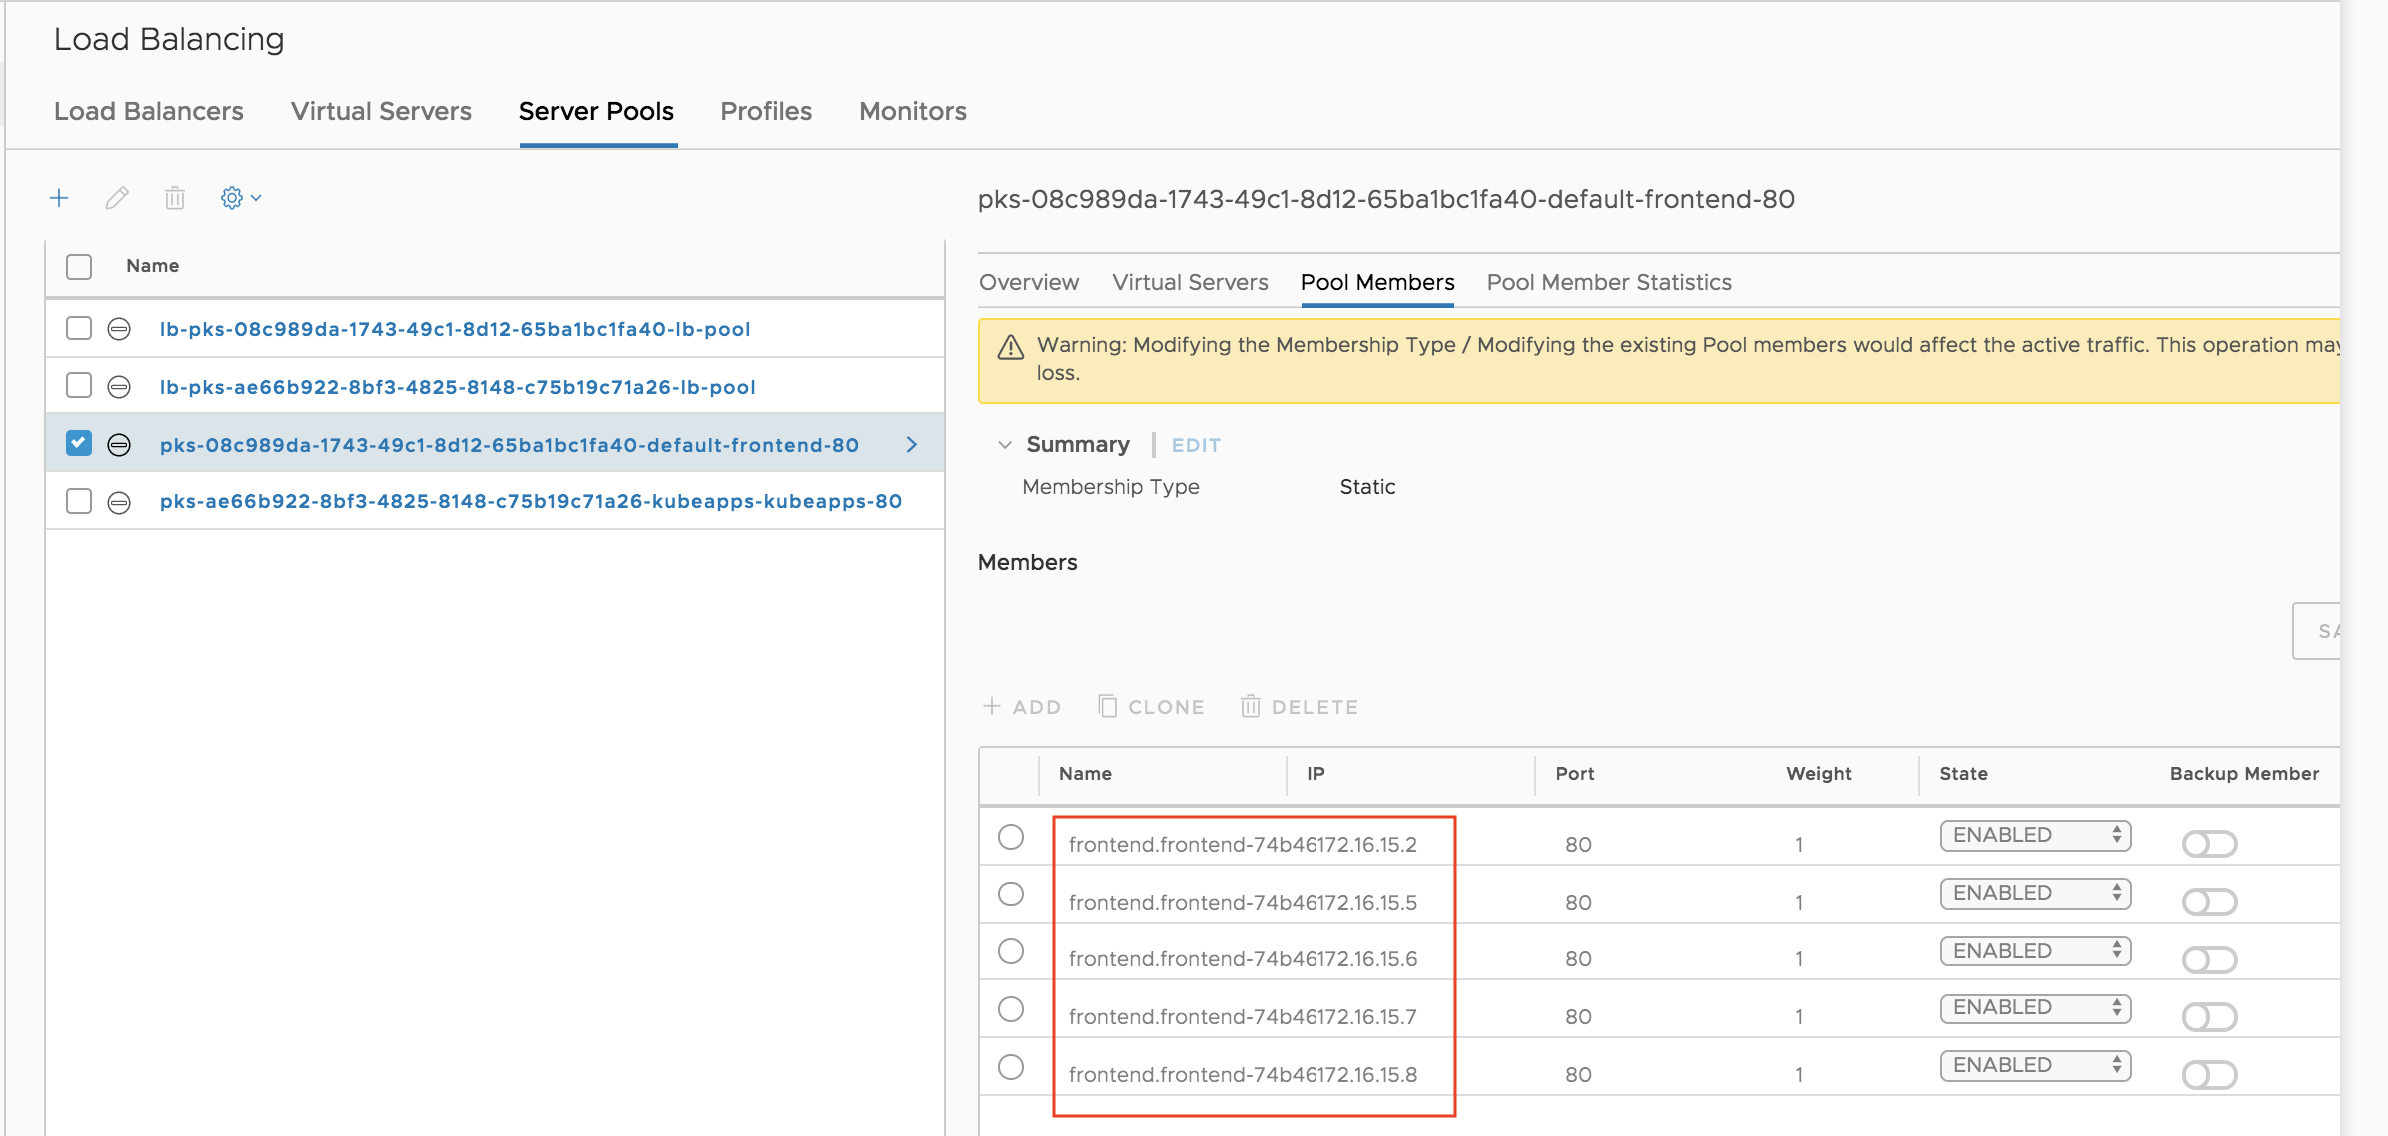 Load Balancing
Load Balancers Virtual Servers Server Pools Profiles Monitors
Name
lb-pks-08c989da-1743-49c1-8d12-65ba1bc1fa40-lb-pool
lb-pks-ae66b922-8bf3-4825-8148-c75b19c71a26-lb-pool
pks-08c989da-1743-49c1-8d12-65ba1bc1fa40-default-frontend-80
pks-ae66b922-8bf3-4825-8148-c75b19c71a26-kubeapps-kubeapps-80
pks-08c989da-1743-49c1-8d12-65ba1bc1fa40-default-frontend-80
Overview Virtual Servers Pool Members Pool Member Statistics
Warning: Modifying the Membership Type / Modifying the existing Pool members would affect the active traffic. This operation may
loss.
Summary EDIT
Membership Type Static
Members
SA
+ ADD CLONE DELETE
Name IP Port Weight State Backup Member
frontend.frontend-74b46 172.16.15.2 80 1 ENABLED
frontend.frontend-74b46 172.16.15.5 80 1 ENABLED
frontend.frontend-74b46 172.16.15.6 80 1 ENABLED
frontend.frontend-74b46 172.16.15.7 80 1 ENABLED
frontend.frontend-74b46 172.16.15.8 80 1 ENABLED